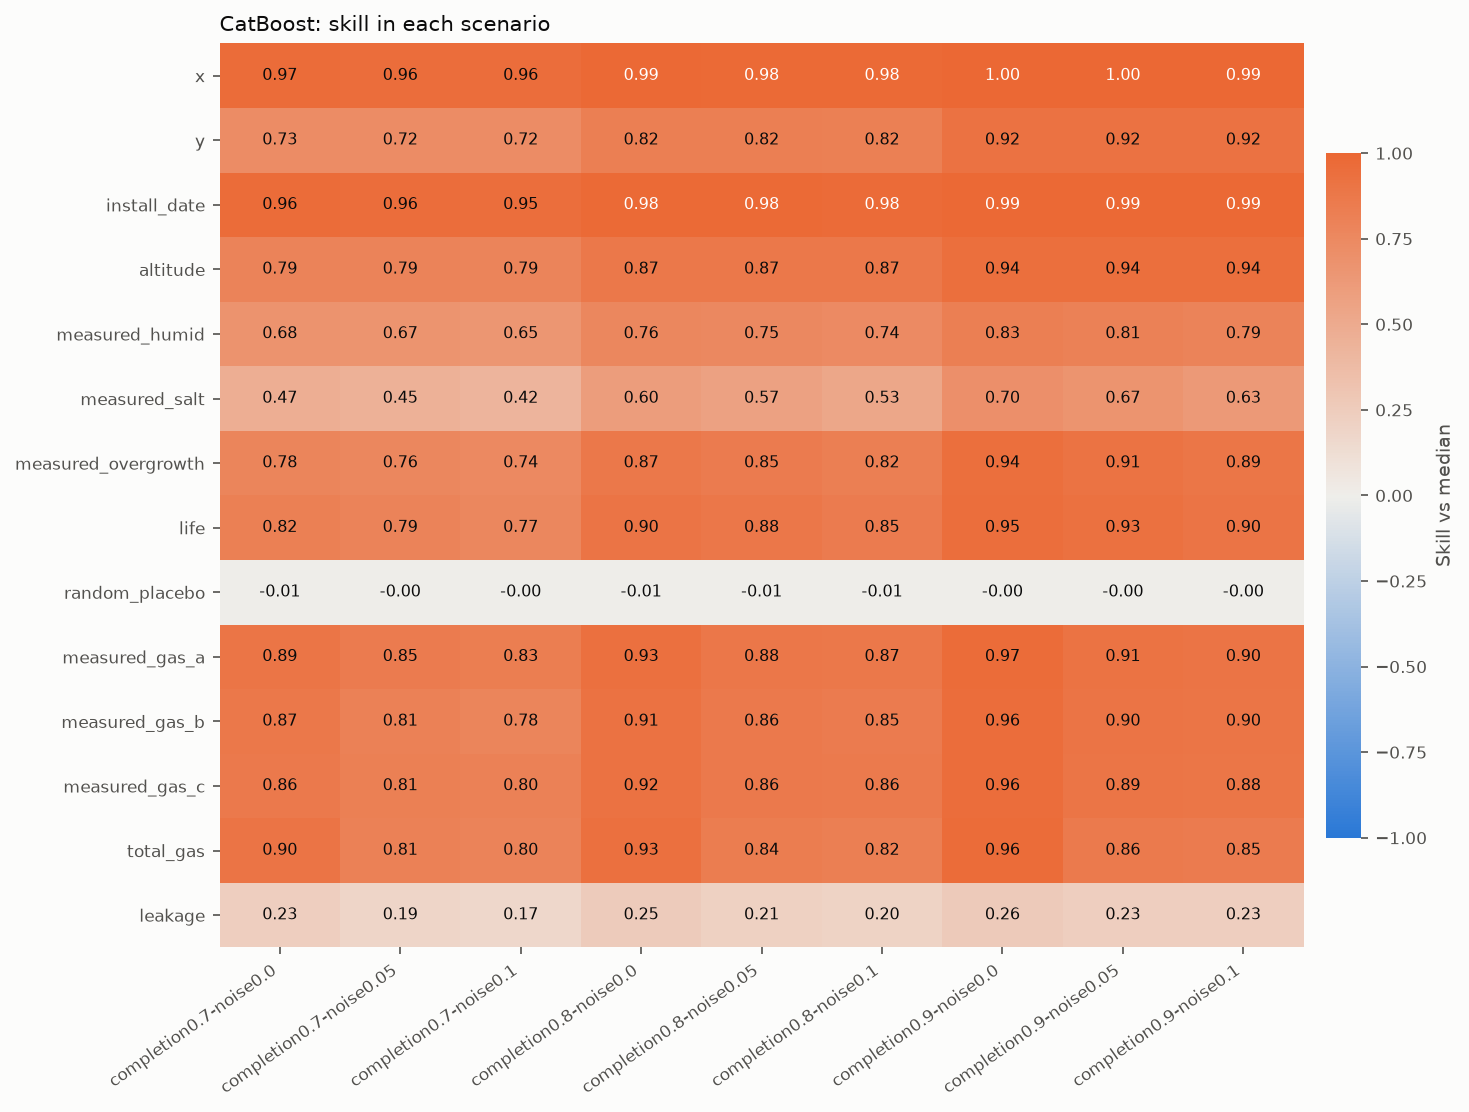 CatBoost: skill in each scenario
x 0.97 0.96 0.96 0.99 0.98 0.98 1.00 1.00 0.99
y 0.73 0.72 0.72 0.82 0.82 0.82 0.92 0.92 0.92
install_date 0.96 0.96 0.95 0.98 0.98 0.98 0.99 0.99 0.99
altitude 0.79 0.79 0.79 0.87 0.87 0.87 0.94 0.94 0.94
measured_humid 0.68 0.67 0.65 0.76 0.75 0.74 0.83 0.81 0.79
measured_salt 0.47 0.45 0.42 0.60 0.57 0.53 0.70 0.67 0.63
measured_overgrowth 0.78 0.76 0.74 0.87 0.85 0.82 0.94 0.91 0.89
life 0.82 0.79 0.77 0.90 0.88 0.85 0.95 0.93 0.90
random_placebo -0.01 -0.00 -0.00 -0.01 -0.01 -0.01 -0.00 -0.00 -0.00
measured_gas_a 0.89 0.85 0.83 0.93 0.88 0.87 0.97 0.91 0.90
measured_gas_b 0.87 0.81 0.78 0.91 0.86 0.85 0.96 0.90 0.90
measured_gas_c 0.86 0.81 0.80 0.92 0.86 0.86 0.96 0.89 0.88
total_gas 0.90 0.81 0.80 0.93 0.84 0.82 0.96 0.86 0.85
leakage 0.23 0.19 0.17 0.25 0.21 0.20 0.26 0.23 0.23
completion0.7-noise0.0
completion0.7-noise0.05
completion0.7-noise0.1
completion0.8-noise0.0
completion0.8-noise0.05
completion0.8-noise0.1
completion0.9-noise0.0
completion0.9-noise0.05
completion0.9-noise0.1
1.00
0.75
0.50
0.25
0.00
−0.25
−0.50
−0.75
−1.00
Skill vs median